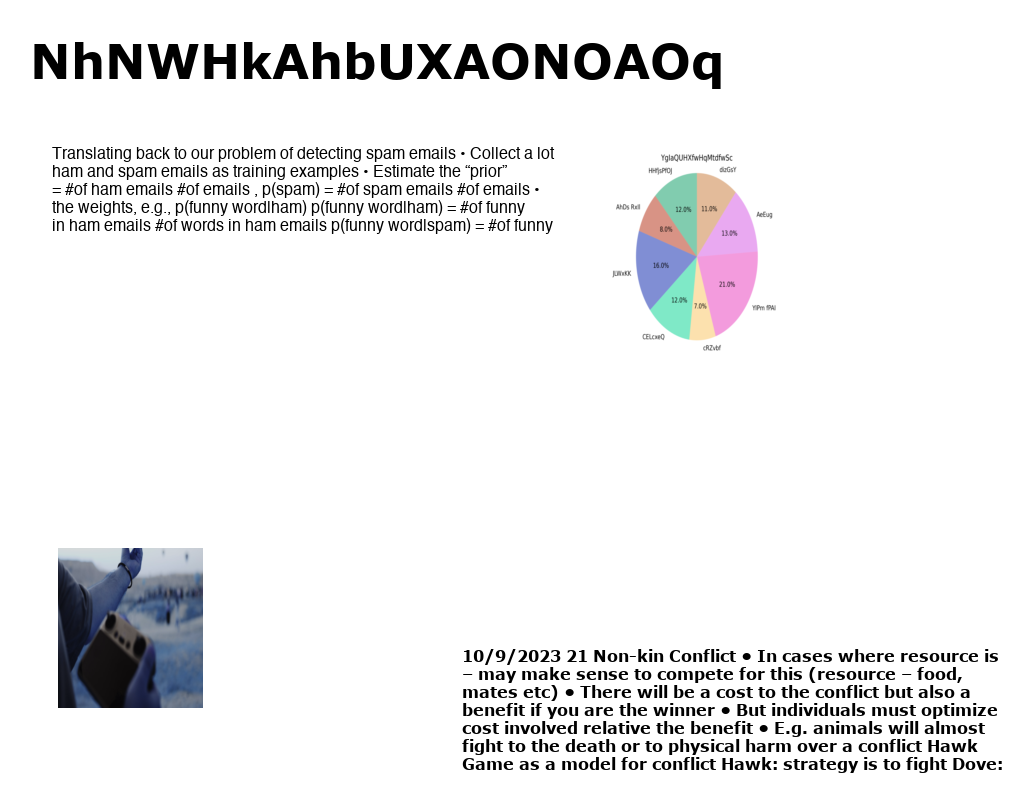 NhNWHkAhbUXAONOAOq
Translating back to our problem of detecting spam emails • Collect a lot
ham and spam emails as training examples • Estimate the “prior”
= #of ham emails #of emails , p(spam) = #of spam emails #of emails •
the weights, e.g., p(funny word|ham) p(funny word|ham) = #of funny
in ham emails #of words in ham emails p(funny word|spam) = #of funny
YglaQUHXfwHqMtdfwSc
HHfjsPfOJ
dizGsY
AhDs RxlI
AeEug
12.0%
11.0%
8.0%
13.0%
16.0%
21.0%
JLWvKK
12.0%
7.0%
YlPm fPAl
CELcxeQ
cRZvbf
10/9/2023 21 Non-kin Conflict ● In cases where resource is
– may make sense to compete for this (resource – food,
mates etc) ● There will be a cost to the conflict but also a
benefit if you are the winner ● But individuals must optimize
cost involved relative the benefit ● E.g. animals will almost
fight to the death or to physical harm over a conflict Hawk
Game as a model for conflict Hawk: strategy is to fight Dove: